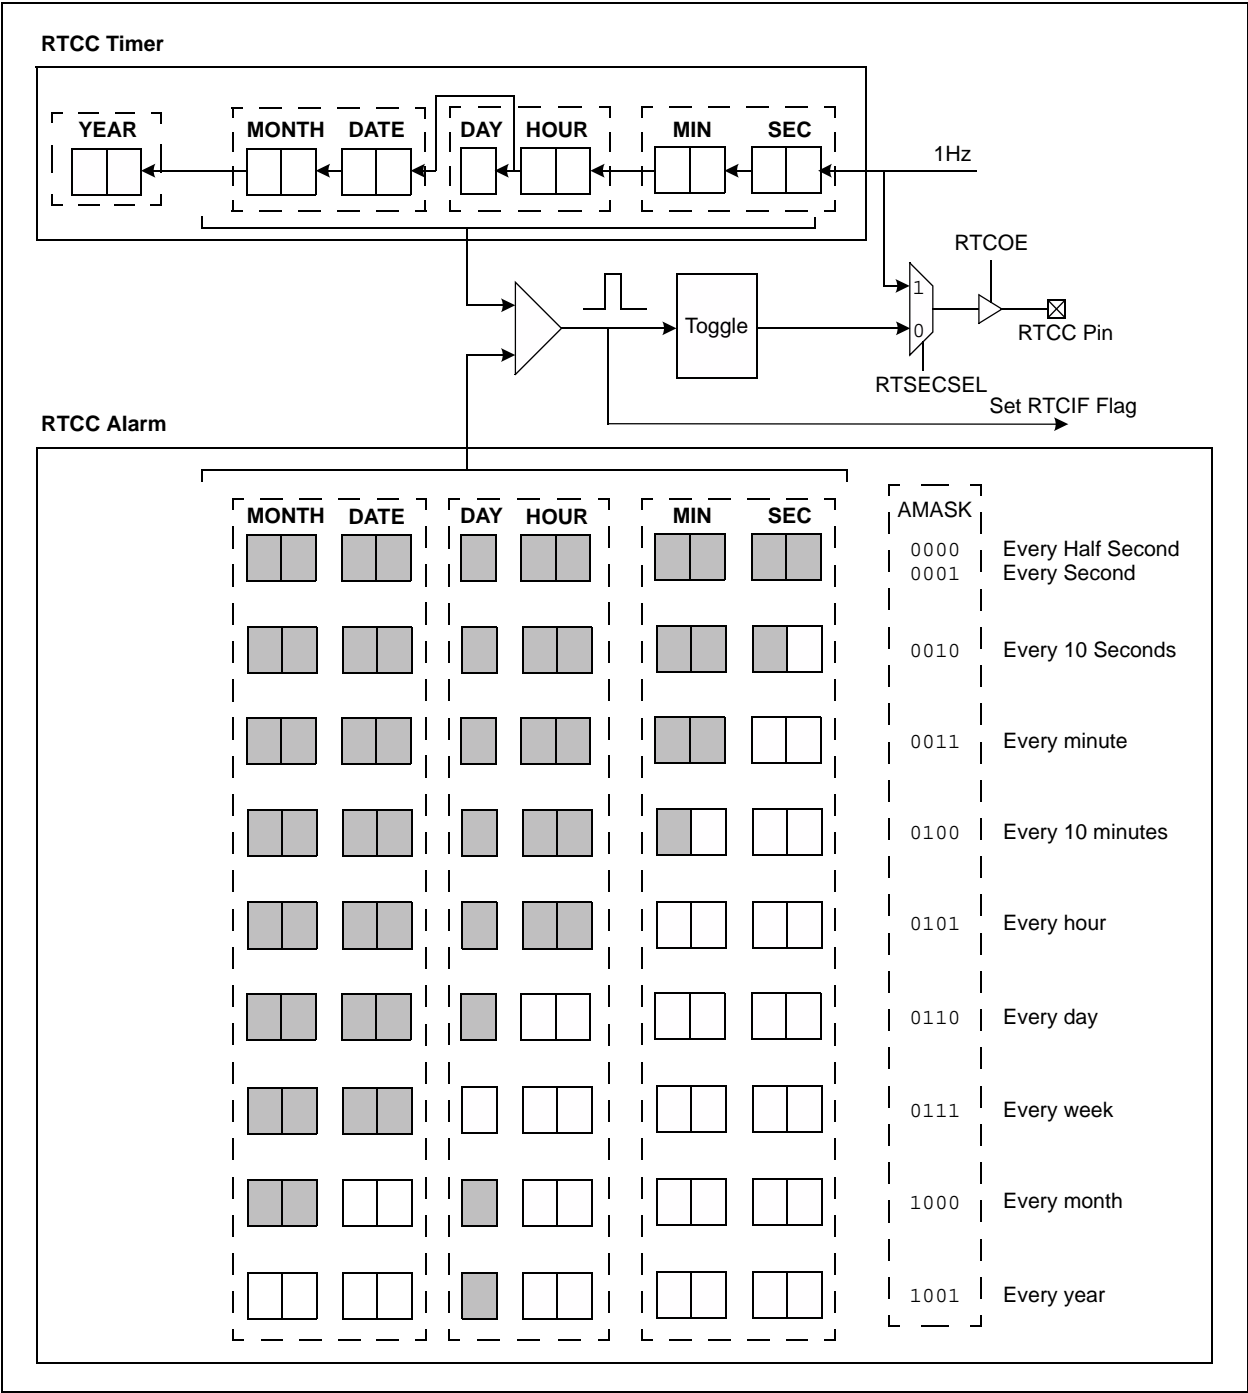 RTCC Timer
YEAR MONTH DATE DAY HOUR MIN SEC
1Hz
RTCOE
1
0
Toggle
RTCC Pin
RTSECSEL
Set RTCIF Flag
RTCC Alarm
MONTH DATE DAY HOUR MIN SEC AMASK
0000 Every Half Second
0001 Every Second
0010 Every 10 Seconds
0011 Every minute
0100 Every 10 minutes
0101 Every hour
0110 Every day
0111 Every week
1000 Every month
1001 Every year